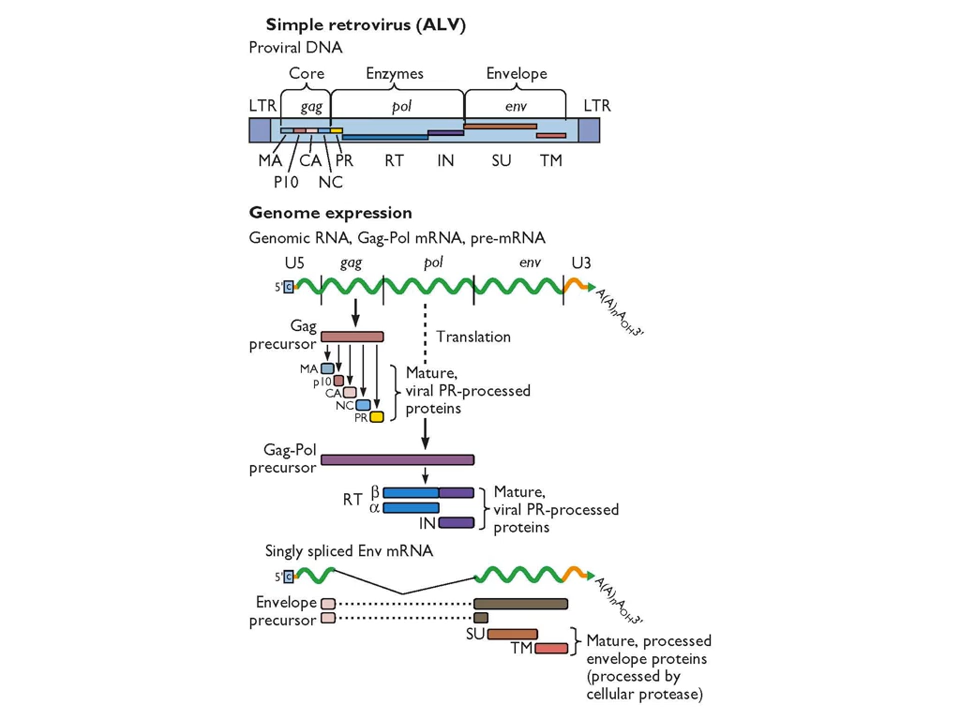 Simple retrovirus (ALV)
Proviral DNA
Core Enzymes Envelope
LTR gag pol env LTR
MA CA PR RT IN SU TM
P10 NC
Genome expression
Genomic RNA, Gag-Pol mRNA, pre-mRNA
U5 gag pol env U3
5' C A(A)nAOH3'
Gag
precursor
Translation
MA
p10
CA
NC
PR
Mature,
viral PR-processed
proteins
Gag-Pol
precursor
RT β
α
IN
Mature,
viral PR-processed
proteins
Singly spliced Env mRNA
5' C A(A)nAOH3'
Envelope
precursor
SU
TM
Mature, processed
envelope proteins
(processed by
cellular protease)